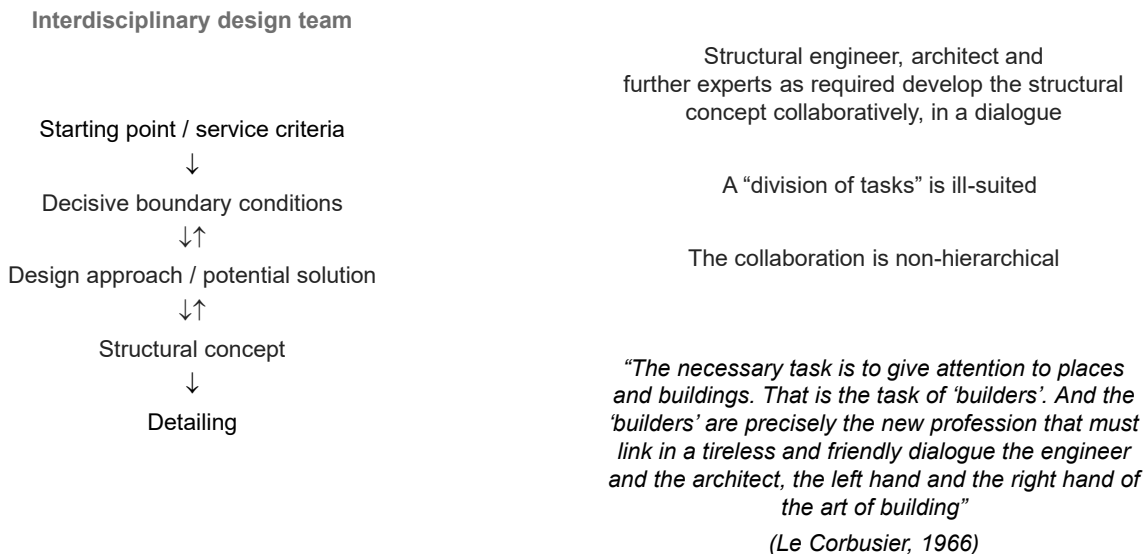 Interdisciplinary design team
Starting point / service criteria
↓
Decisive boundary conditions
↓↑
Design approach / potential solution
↓↑
Structural concept
↓
Detailing
Structural engineer, architect and
further experts as required develop the structural
concept collaboratively, in a dialogue
A “division of tasks” is ill-suited
The collaboration is non-hierarchical
“The necessary task is to give attention to places
and buildings. That is the task of ‘builders’. And the
‘builders’ are precisely the new profession that must
link in a tireless and friendly dialogue the engineer
and the architect, the left hand and the right hand of
the art of building”
(Le Corbusier, 1966)